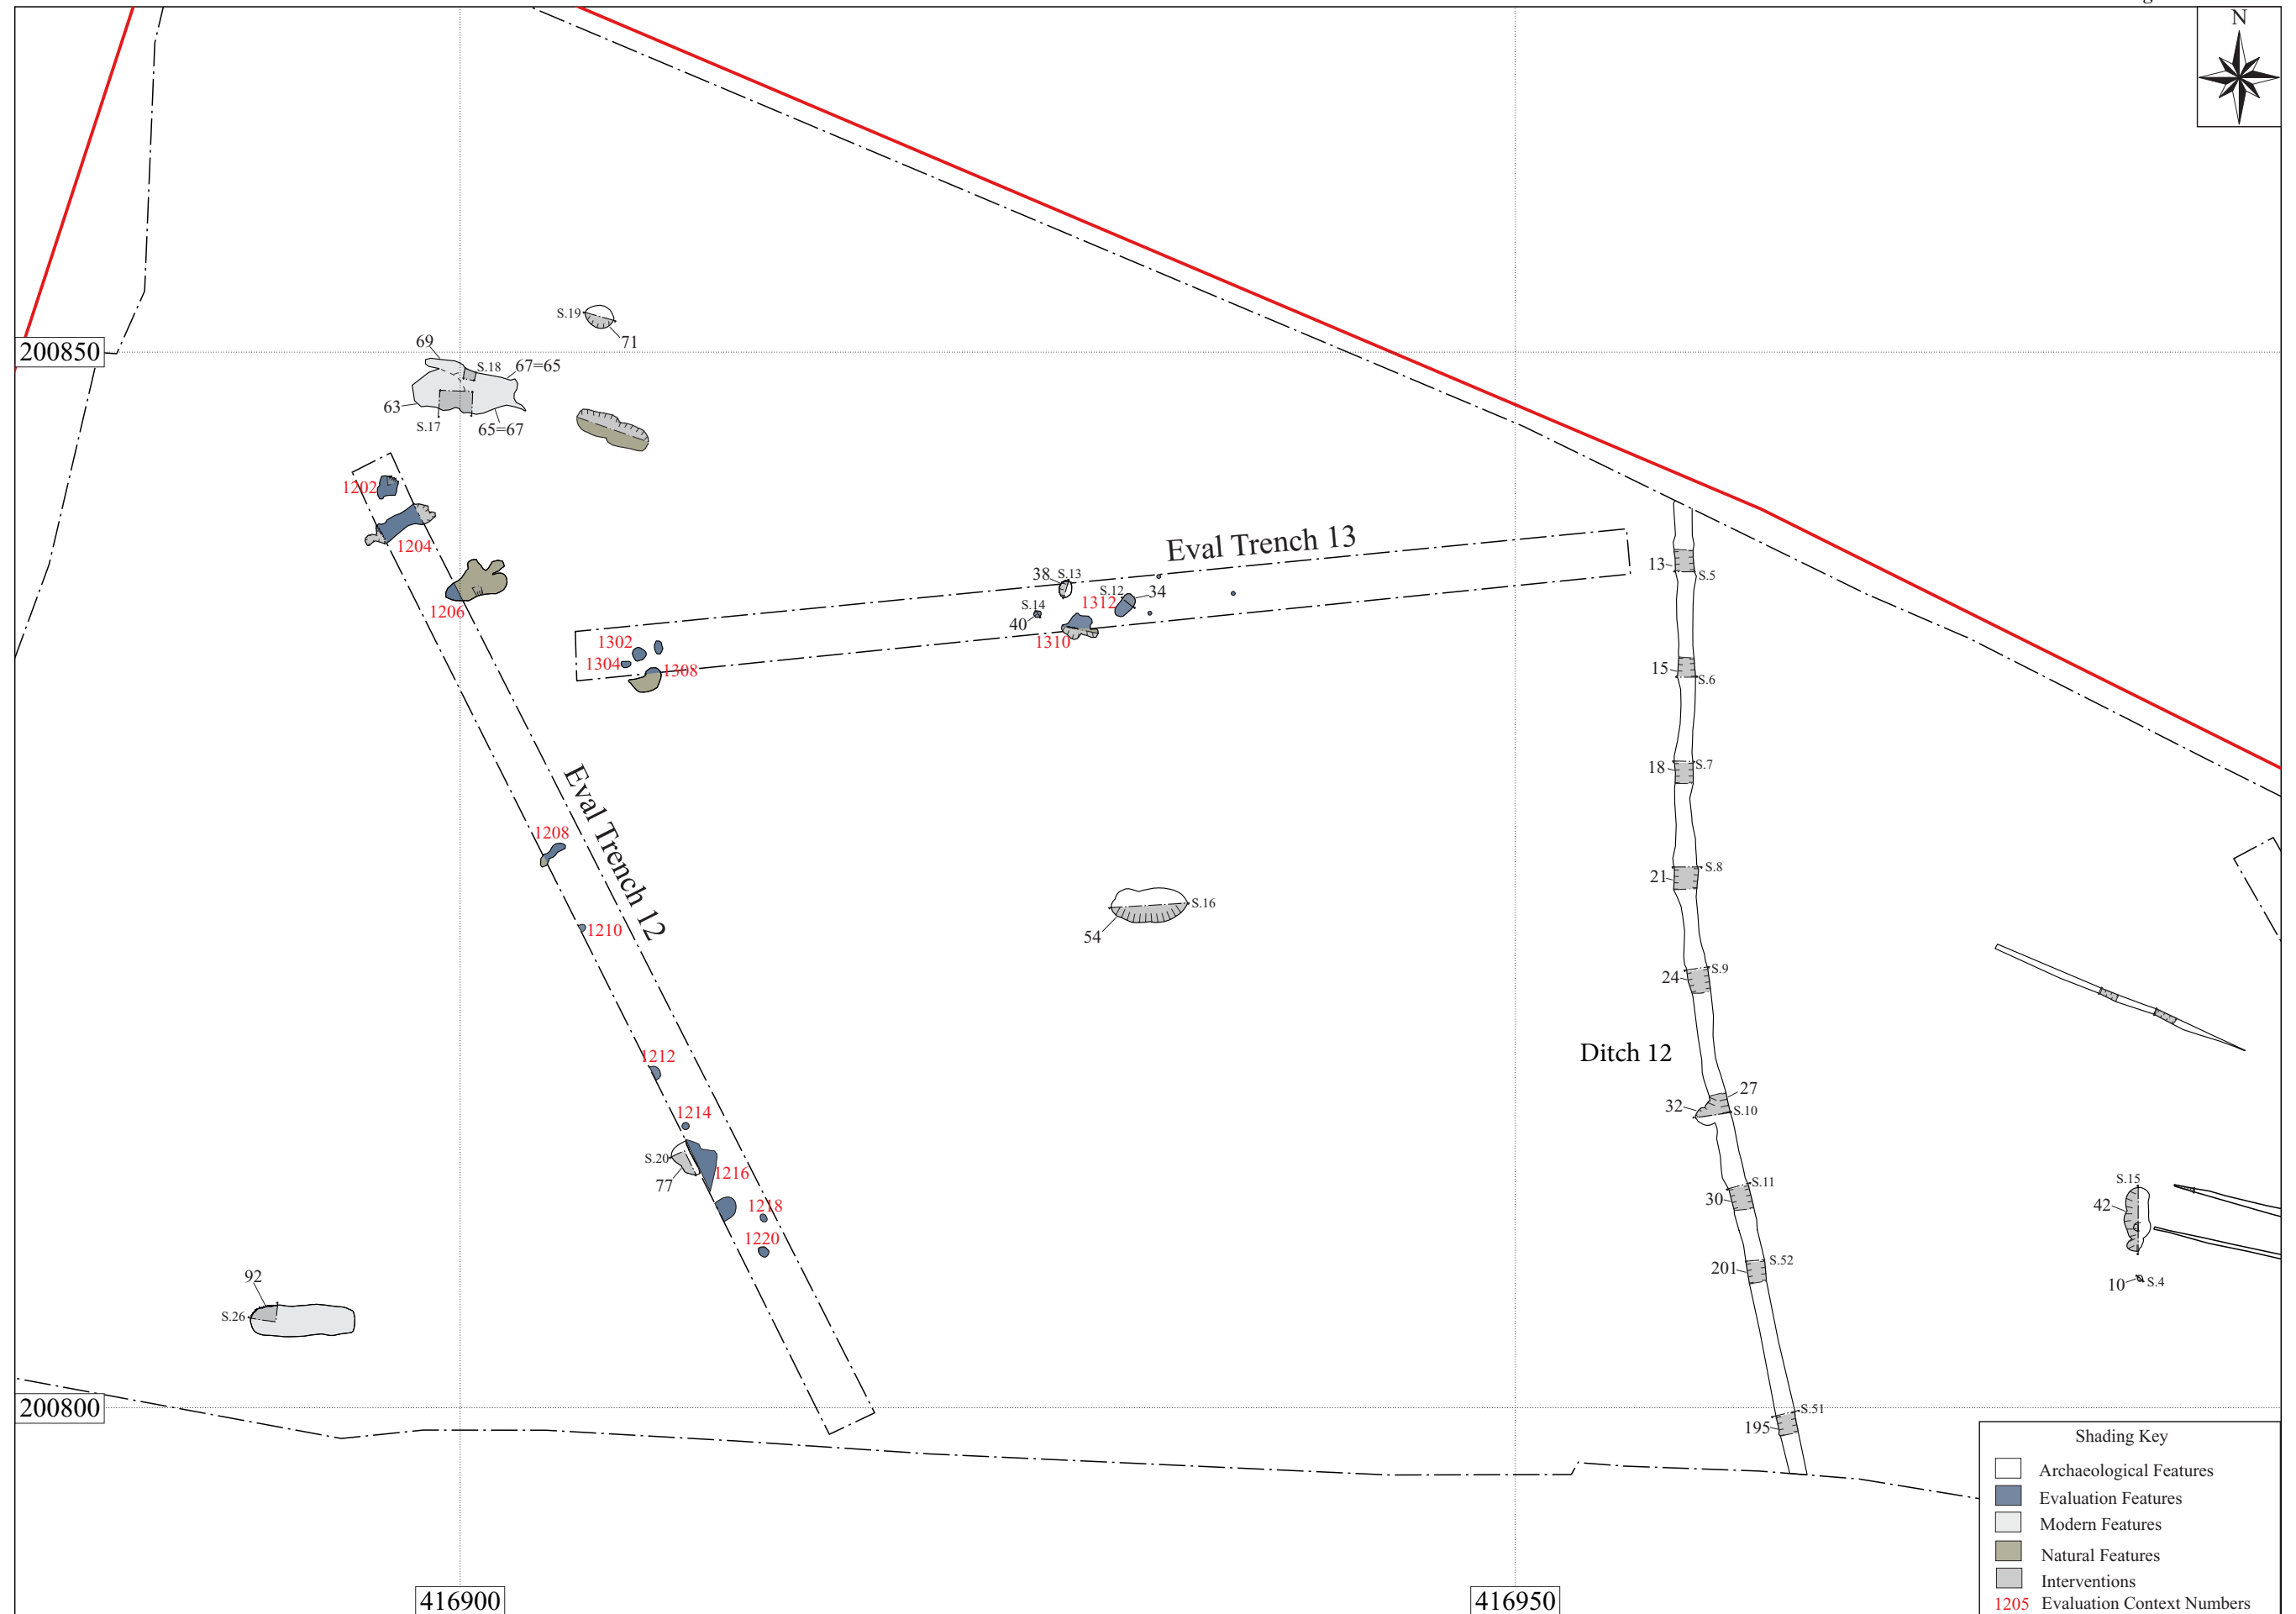 N
S.19
71
200850
69
S.18
67=65
63
S.17
65=67
1202
1204
1206
Eval Trench 13
38
S.13
S.12
34
1312
S.14
40
1310
1302
1304
1308
13
S.5
15
S.6
18
S.7
Eval Trench 12
1208
1210
21
S.8
S.16
54
24
S.9
Ditch 12
1212
1214
27
32
S.10
S.20
77
1216
1218
1220
30
S.11
S.15
42
201
S.52
10
S.4
92
S.26
200800
195
S.51
Shading Key
Archaeological Features
Evaluation Features
Modern Features
Natural Features
Interventions
1205 Evaluation Context Numbers
416900
416950